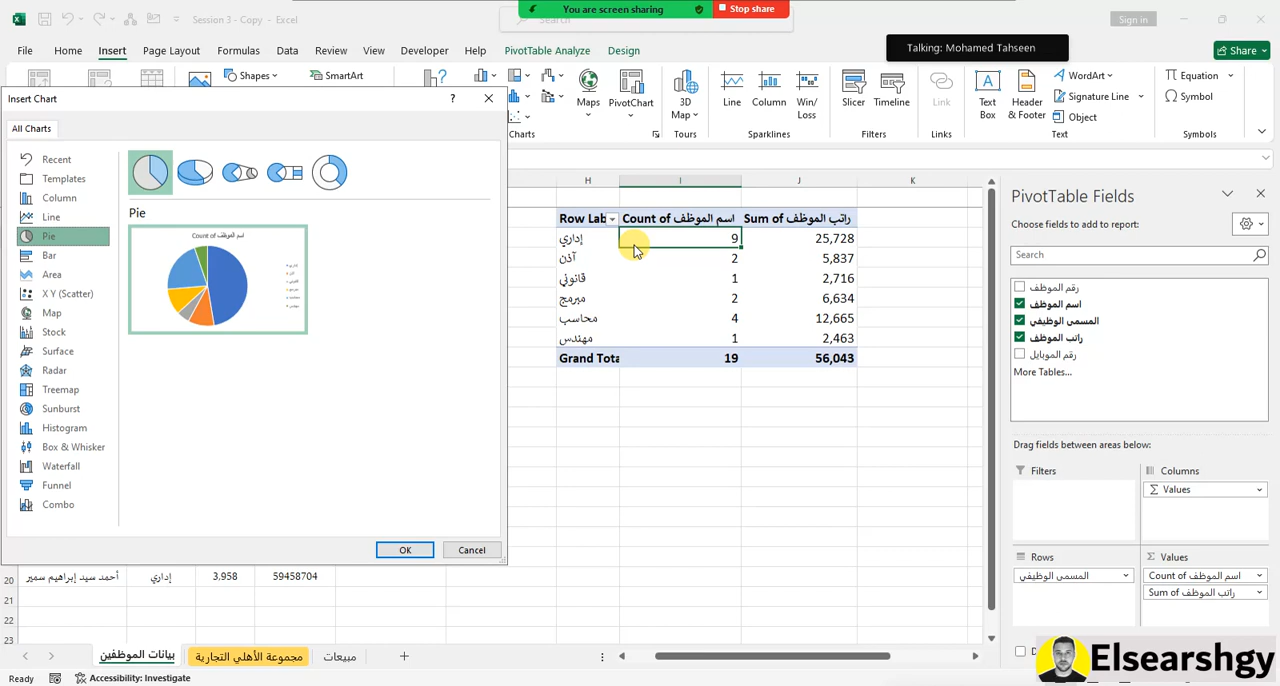 You are screen sharing
Stop share
Session 3 - Copy - Excel
Search
Sign in
Talking: Mohamed Tahseen
File Home Insert Page Layout Formulas Data Review View Developer Help PivotTable Analyze Design
Share
Shapes
SmartArt
Maps
PivotChart
3D Map
Line
Column
Win/Loss
Slicer
Timeline
Link
Text Box
Header & Footer
WordArt
Signature Line
Object
Equation
Symbol
Charts
Tours
Sparklines
Filters
Links
Text
Symbols
Insert Chart
? ×
All Charts
Recent
Templates
Column
Line
Pie
Bar
Area
X Y (Scatter)
Map
Stock
Surface
Radar
Treemap
Sunburst
Histogram
Box & Whisker
Waterfall
Funnel
Combo
Pie
Count of اسم الموظف
OK
Cancel
H I J K
Row Lab Count of اسم الموظف Sum of راتب الموظف
إداري 9 25,728
آذن 2 5,837
قانوني 1 2,716
مبرمج 2 6,634
محاسب 4 12,665
مهندس 1 2,463
Grand Tota 19 56,043
PivotTable Fields
Choose fields to add to report:
Search
رقم الموظف
اسم الموظف
المسمى الوظيفي
راتب الموظف
رقم الموبايل
More Tables...
Drag fields between areas below:
Filters
Columns
Σ Values
Rows
Σ Values
المسمى الوظيفي
Count of اسم الموظف
Sum of راتب الموظف
20 أحمد سيد إبراهيم سمير إداري 3,958 59458704
21
22
23
بيانات الموظفين مجموعة الأهلي التجارية مبيعات
Ready
Accessibility: Investigate
Elsearshgy